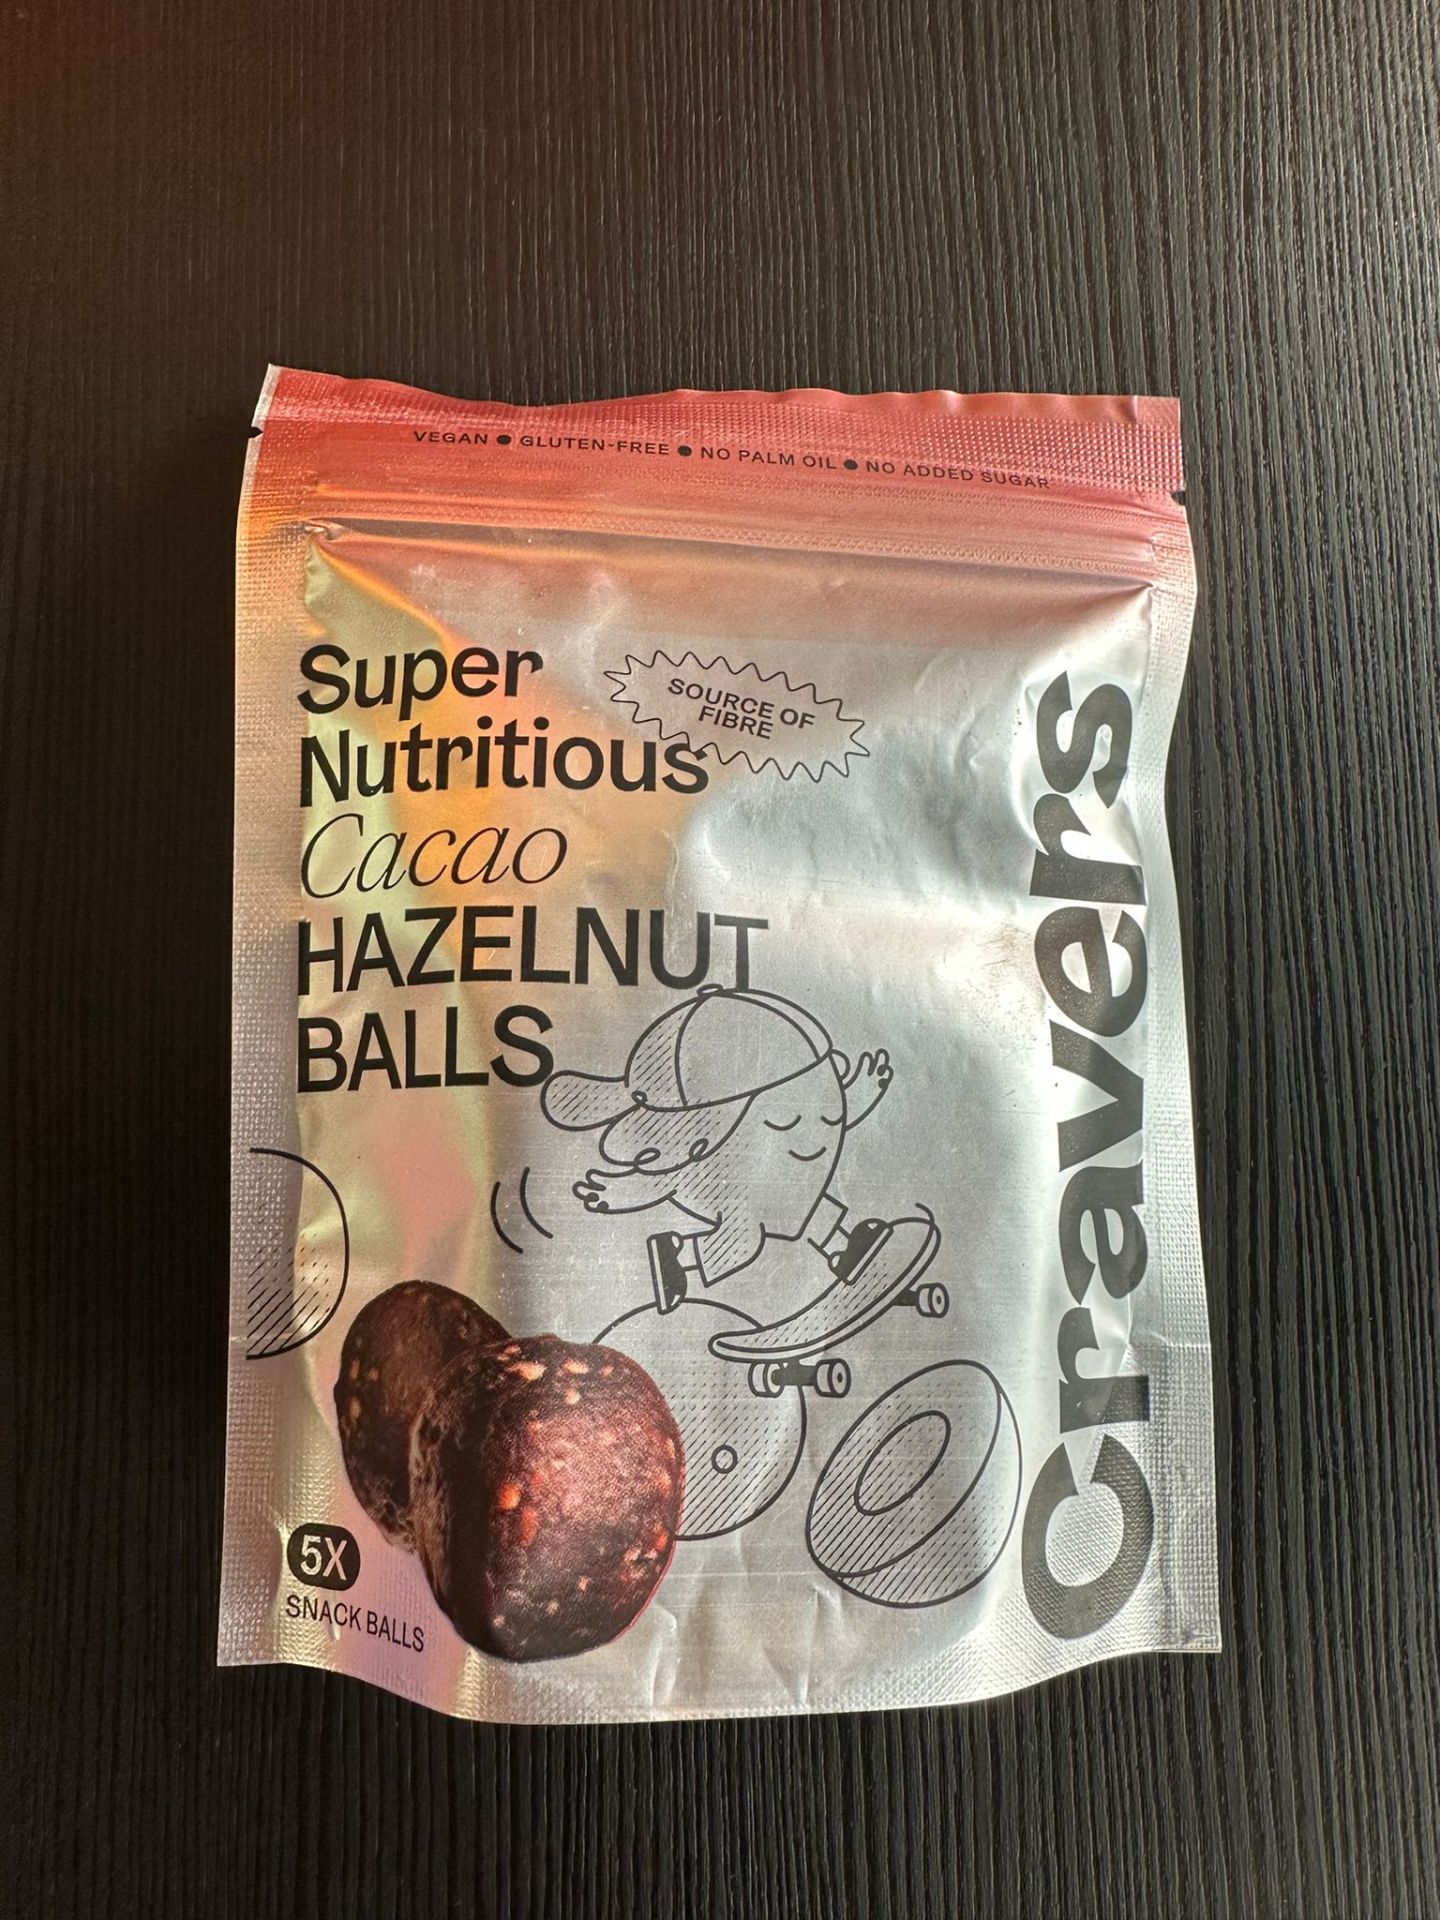 VEGAN ● GLUTEN-FREE ● NO PALM OIL ● NO ADDED SUGAR
Super
Nutritious
Cacao
HAZELNUT
BALLS
SOURCE OF
FIBRE
Cravers
5X
SNACK BALLS